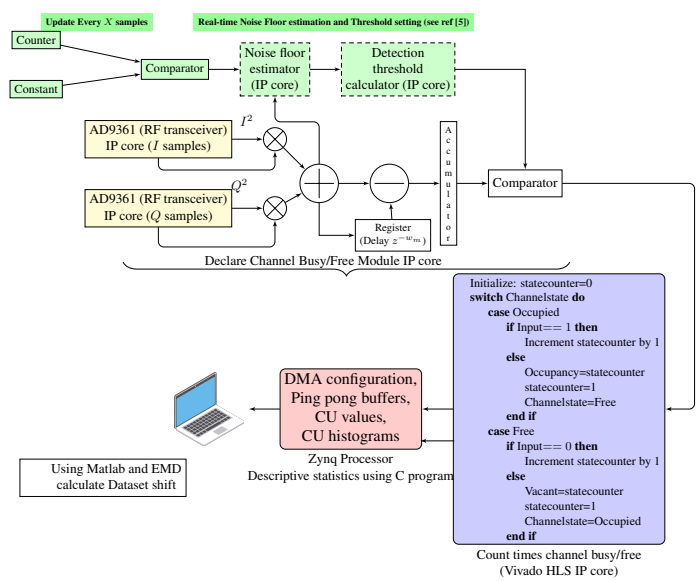 Update Every X samples
Real-time Noise Floor estimation and Threshold setting (see ref [5])
Counter
Constant
Comparator
Noise floor
estimator
(IP core)
Detection
threshold
calculator (IP core)
AD9361 (RF transceiver)
IP core (I samples)
I²
AD9361 (RF transceiver)
IP core (Q samples)
Q²
Register
(Delay z^{-w_m})
Accumulator
Comparator
Declare Channel Busy/Free Module IP core
Initialize: statecounter=0
switch Channelstate do
case Occupied
if Input== 1 then
Increment statecounter by 1
else
Occupancy=statecounter
statecounter=1
Channelstate=Free
end if
case Free
if Input== 0 then
Increment statecounter by 1
else
Vacant=statecounter
statecounter=1
Channelstate=Occupied
end if
Count times channel busy/free
(Vivado HLS IP core)
DMA configuration,
Ping pong buffers,
CU values,
CU histograms
Zynq Processor
Descriptive statistics using C program
Using Matlab and EMD
calculate Dataset shift